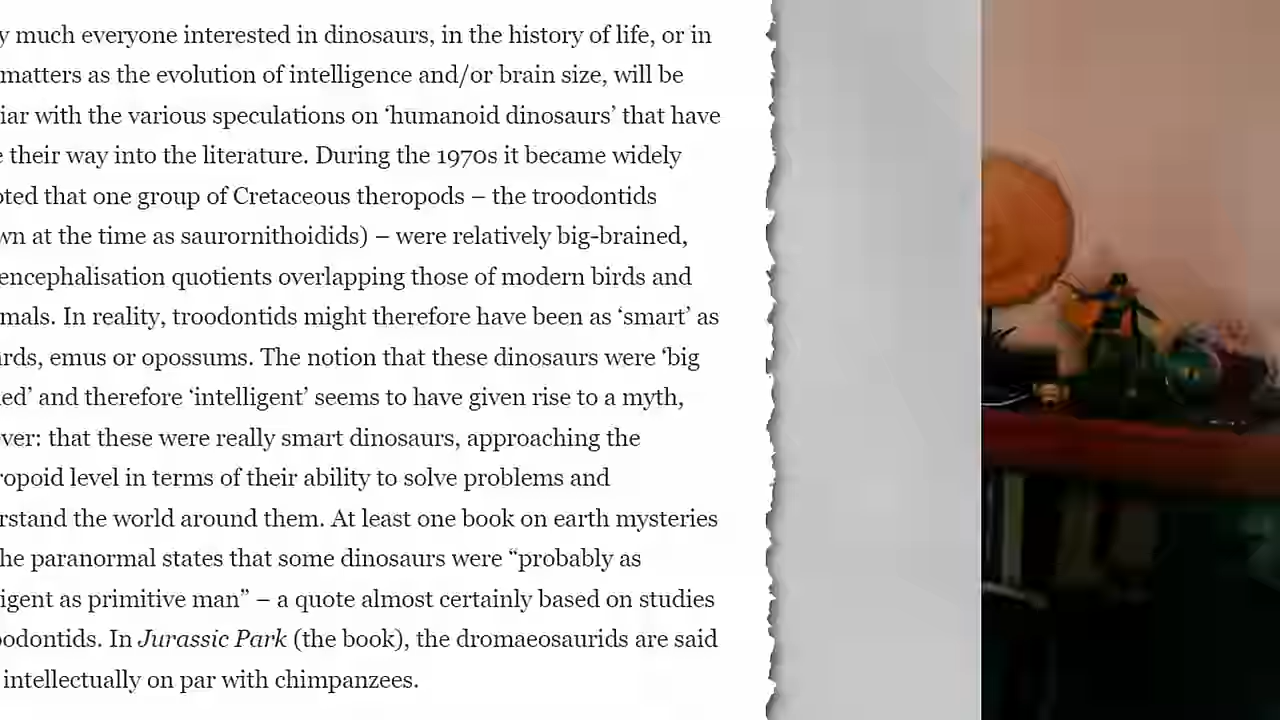 y much everyone interested in dinosaurs, in the history of life, or in
matters as the evolution of intelligence and/or brain size, will be
iar with the various speculations on ‘humanoid dinosaurs’ that have
e their way into the literature. During the 1970s it became widely
oted that one group of Cretaceous theropods – the troodontids
wn at the time as saurornithoidids) – were relatively big-brained,
encephalisation quotients overlapping those of modern birds and
mals. In reality, troodontids might therefore have been as ‘smart’ as
ards, emus or opossums. The notion that these dinosaurs were ‘big
ned’ and therefore ‘intelligent’ seems to have given rise to a myth,
ever: that these were really smart dinosaurs, approaching the
ropoid level in terms of their ability to solve problems and
rstand the world around them. At least one book on earth mysteries
he paranormal states that some dinosaurs were “probably as
igent as primitive man” – a quote almost certainly based on studies
oodontids. In Jurassic Park (the book), the dromaeosaurids are said
intellectually on par with chimpanzees.